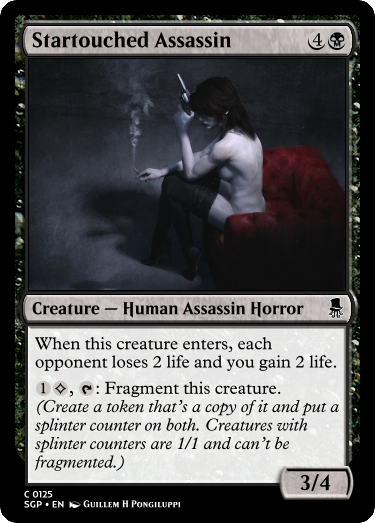 Startouched Assassin 4
Creature — Human Assassin Horror
When this creature enters, each
opponent loses 2 life and you gain 2 life.
1 , : Fragment this creature.
(Create a token that's a copy of it and put a
splinter counter on both. Creatures with
splinter counters are 1/1 and can't be
fragmented.)
3/4
C 0125
SGP • EN Guillem H Pongiluppi